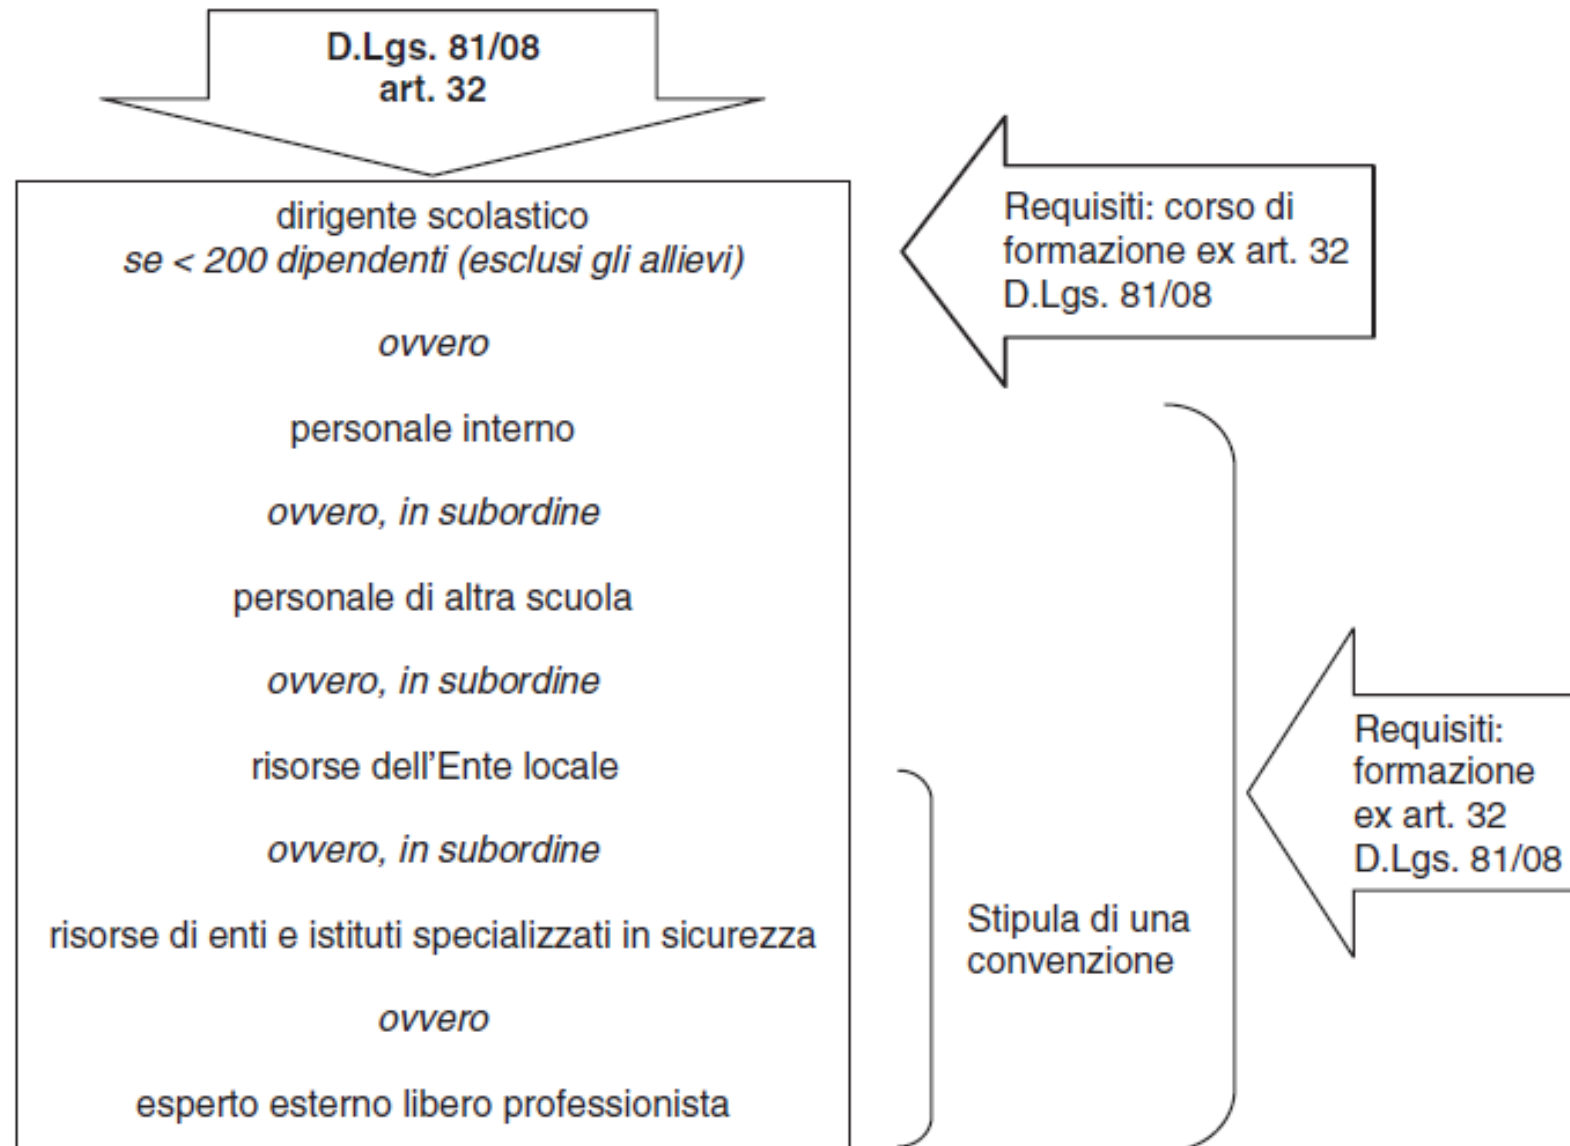 D.Lgs. 81/08
art. 32
dirigente scolastico
se < 200 dipendenti (esclusi gli allievi)
ovvero
personale interno
ovvero, in subordine
personale di altra scuola
ovvero, in subordine
risorse dell'Ente locale
ovvero, in subordine
risorse di enti e istituti specializzati in sicurezza
ovvero
esperto esterno libero professionista
Requisiti: corso di
formazione ex art. 32
D.Lgs. 81/08
Stipula di una
convenzione
Requisiti:
formazione
ex art. 32
D.Lgs. 81/08